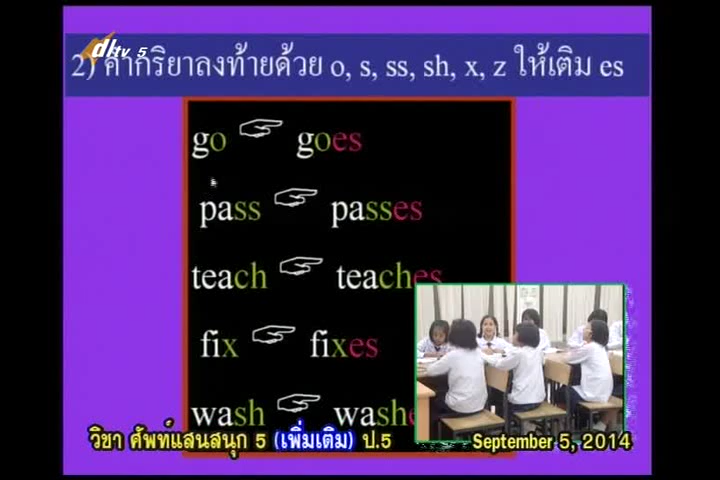 dltv 5
2) คำกริยาลงท้ายด้วย o, s, ss, sh, x, z ให้เติม es
go goes
pass passes
teach teaches
fix fixes
wash washe
วิชา ศัพท์แสนสนุก 5 (เพิ่มเติม) ป.5
September 5, 2014